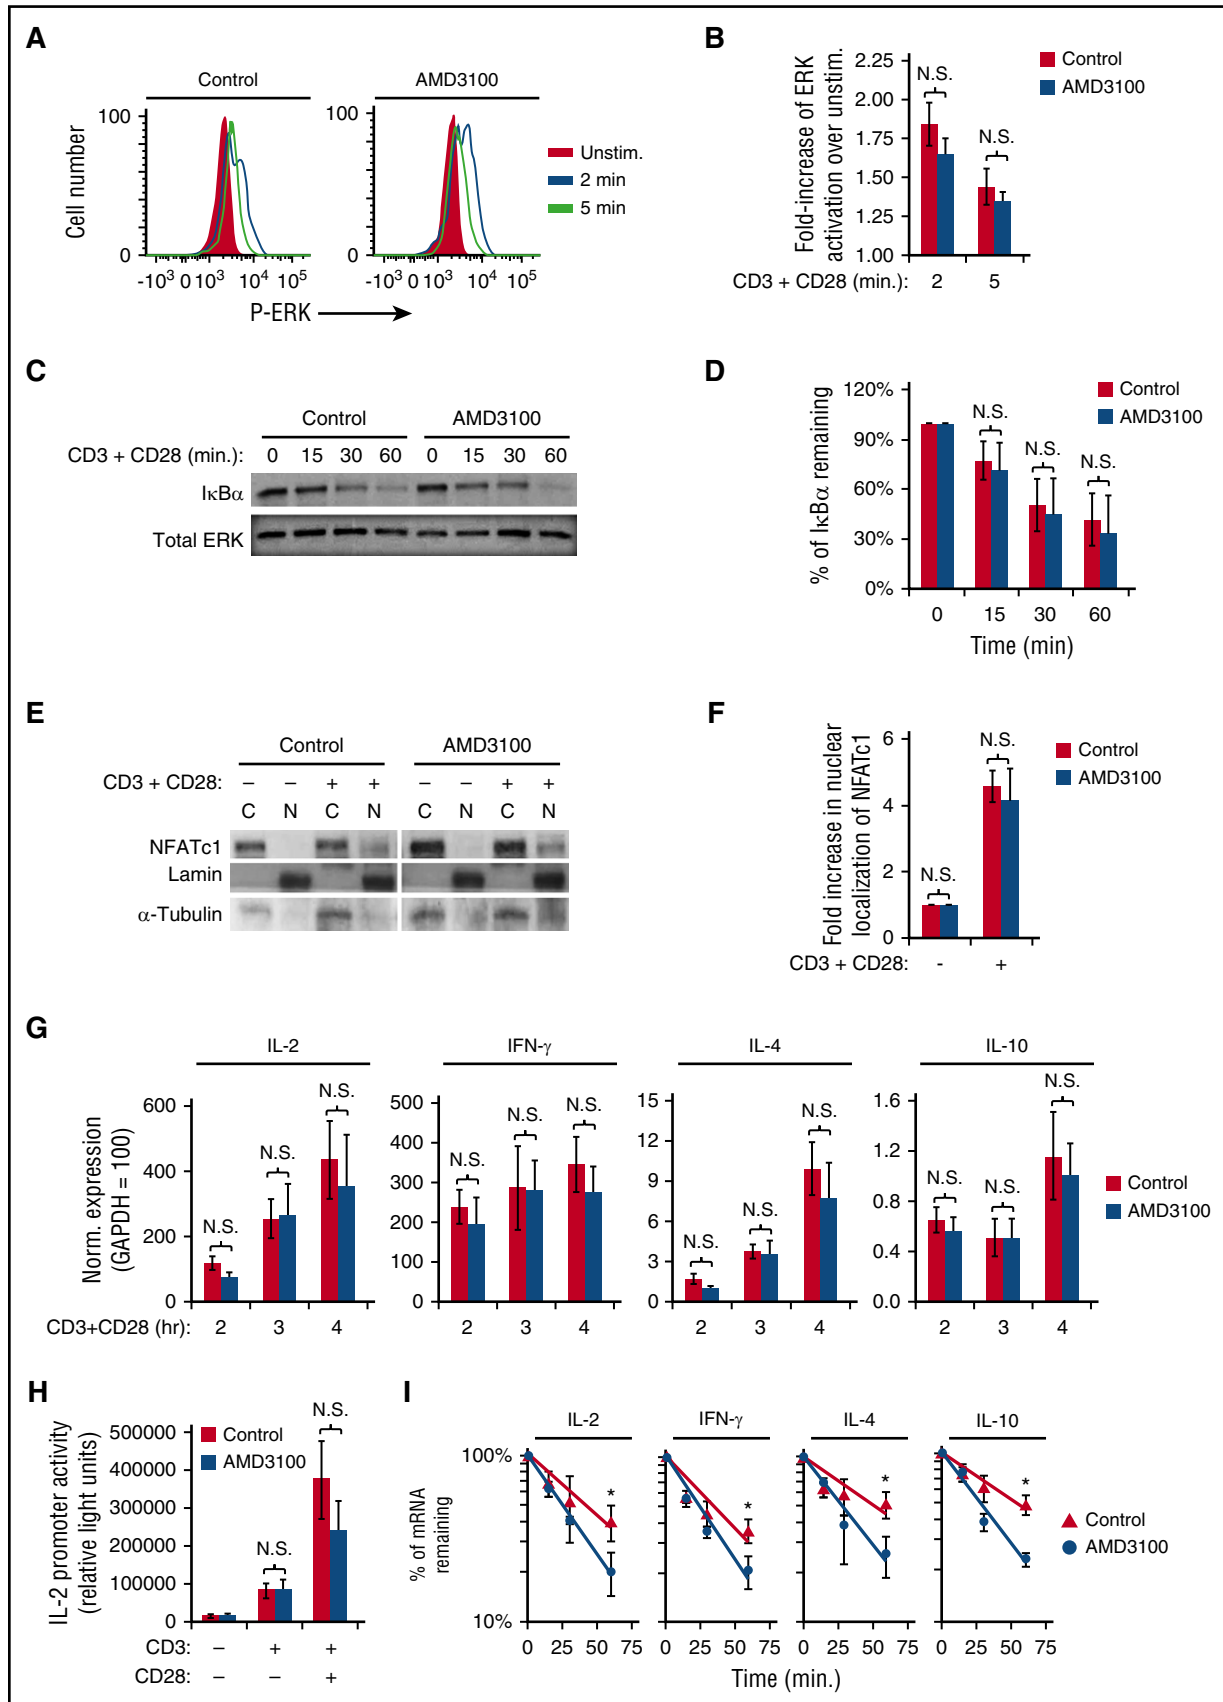 A
Control
AMD3100
Cell number
100
0
100
0
-10³ 0 10³ 10⁴ 10⁵
-10³ 0 10³ 10⁴ 10⁵
P-ERK
Unstim.
2 min
5 min
B
Fold-increase of ERK
activation over unstim.
2.25
2.00
1.75
1.50
1.25
1.00
N.S.
N.S.
Control
AMD3100
CD3 + CD28 (min.): 2 5
C
Control AMD3100
CD3 + CD28 (min.): 0 15 30 60 0 15 30 60
IκBα
Total ERK
D
% of IκBα remaining
120%
90%
60%
30%
0%
N.S.
N.S.
N.S.
Control
AMD3100
0 15 30 60
Time (min)
E
Control AMD3100
CD3 + CD28: – – + + – – + +
C N C N C N C N
NFATc1
Lamin
α-Tubulin
F
Fold increase in nuclear
localization of NFATc1
6
4
2
0
N.S.
N.S.
Control
AMD3100
CD3 + CD28: - +
G
Norm. expression
(GAPDH = 100)
IL-2
600
400
200
0
N.S.
N.S.
N.S.
IFN-γ
500
400
300
200
100
0
N.S.
N.S.
N.S.
IL-4
15
12
9
6
3
0
N.S.
N.S.
N.S.
IL-10
1.6
1.2
0.8
0.4
0.0
N.S.
N.S.
N.S.
Control
AMD3100
CD3+CD28 (hr): 2 3 4 2 3 4 2 3 4 2 3 4
H
IL-2 promoter activity
(relative light units)
500000
400000
300000
200000
100000
0
Control
AMD3100
N.S.
N.S.
CD3: – + +
CD28: – – +
I
% of mRNA
remaining
IL-2 IFN-γ IL-4 IL-10
100%
10%
* * * *
Control
AMD3100
0 25 50 75 0 25 50 75 0 25 50 75 0 25 50 75
Time (min.)